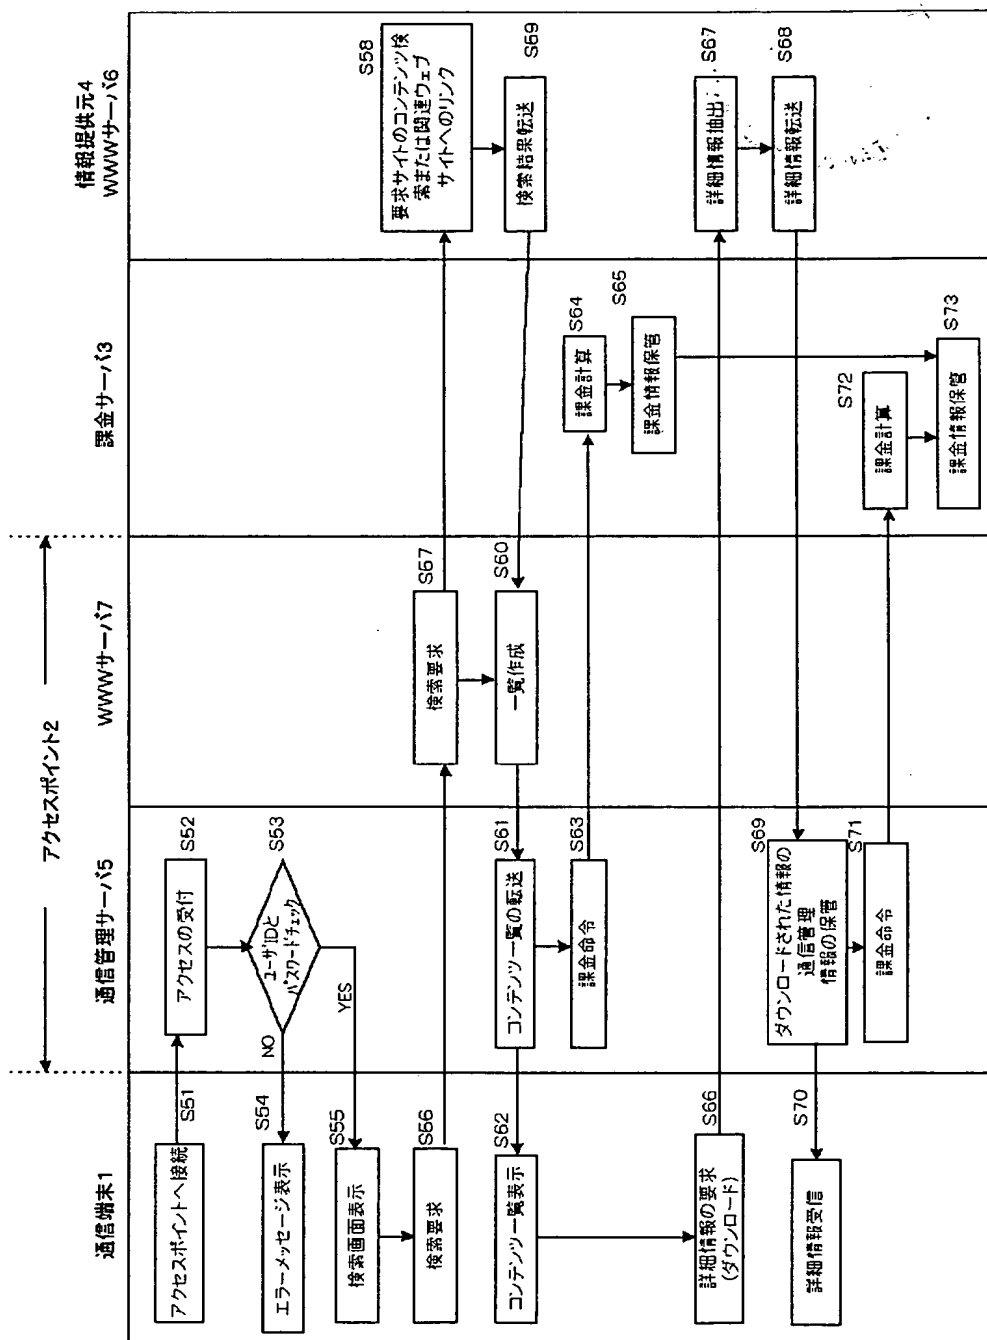 アクセスポイント2
通信端末1
通信管理サーバ5
WWWサーバ7
課金サーバ3
情報提供元4
WWWサーバ6
アクセスポイントへ接続
S51
アクセスの受付
S52
ユーザIDと
パスワードチェック
S53
NO
YES
エラーメッセージ表示
S54
検索画面表示
S55
検索要求
S56
検索要求
S57
要求サイトのコンテンツ検
索または関連ウェブ
サイトへのリンク
S58
検索結果転送
S59
一覧作成
S60
コンテンツ一覧の転送
S61
コンテンツ一覧表示
S62
課金命令
S63
課金計算
S64
課金情報保管
S65
詳細情報の要求
(ダウンロード)
S66
詳細情報抽出
S67
詳細情報転送
S68
ダウンロードされた情報の
通信管理
情報の保管
S69
詳細情報受信
S70
課金命令
S71
課金計算
S72
課金情報保管
S73